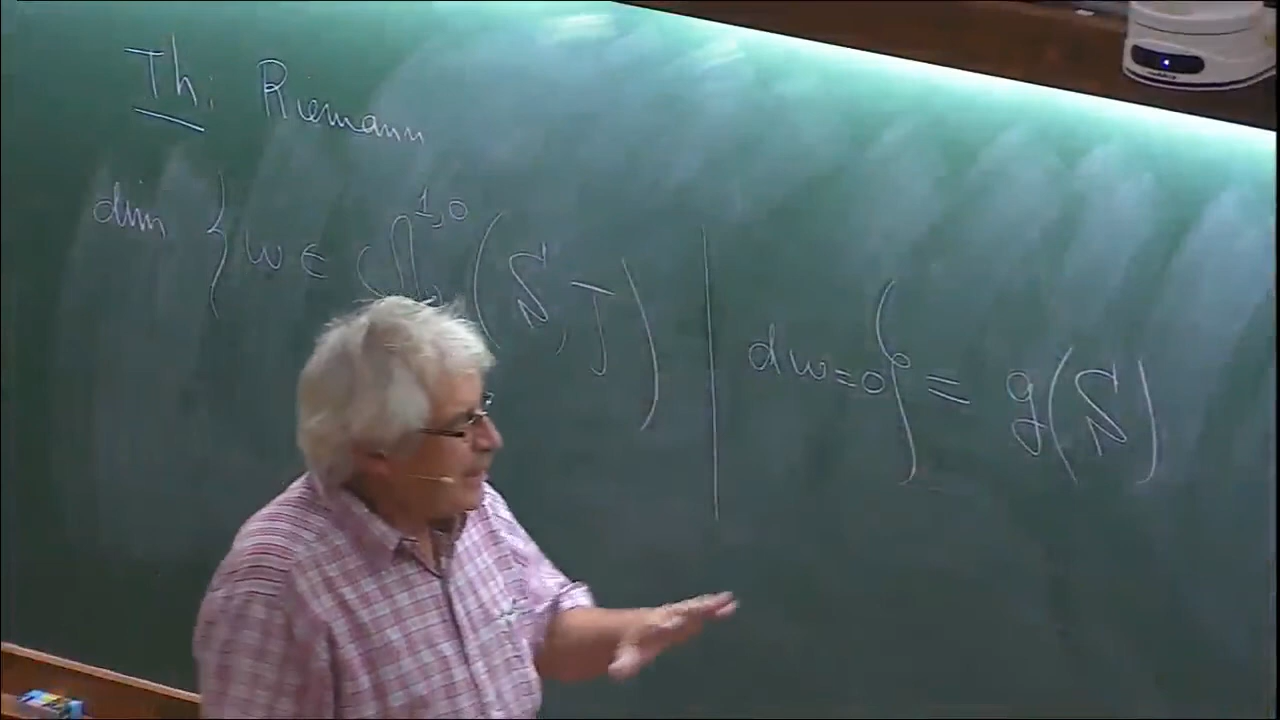 Th: Riemann
dim { ω ∈ Ω^{1,0} (S, J) | dω=0 } = g(S)